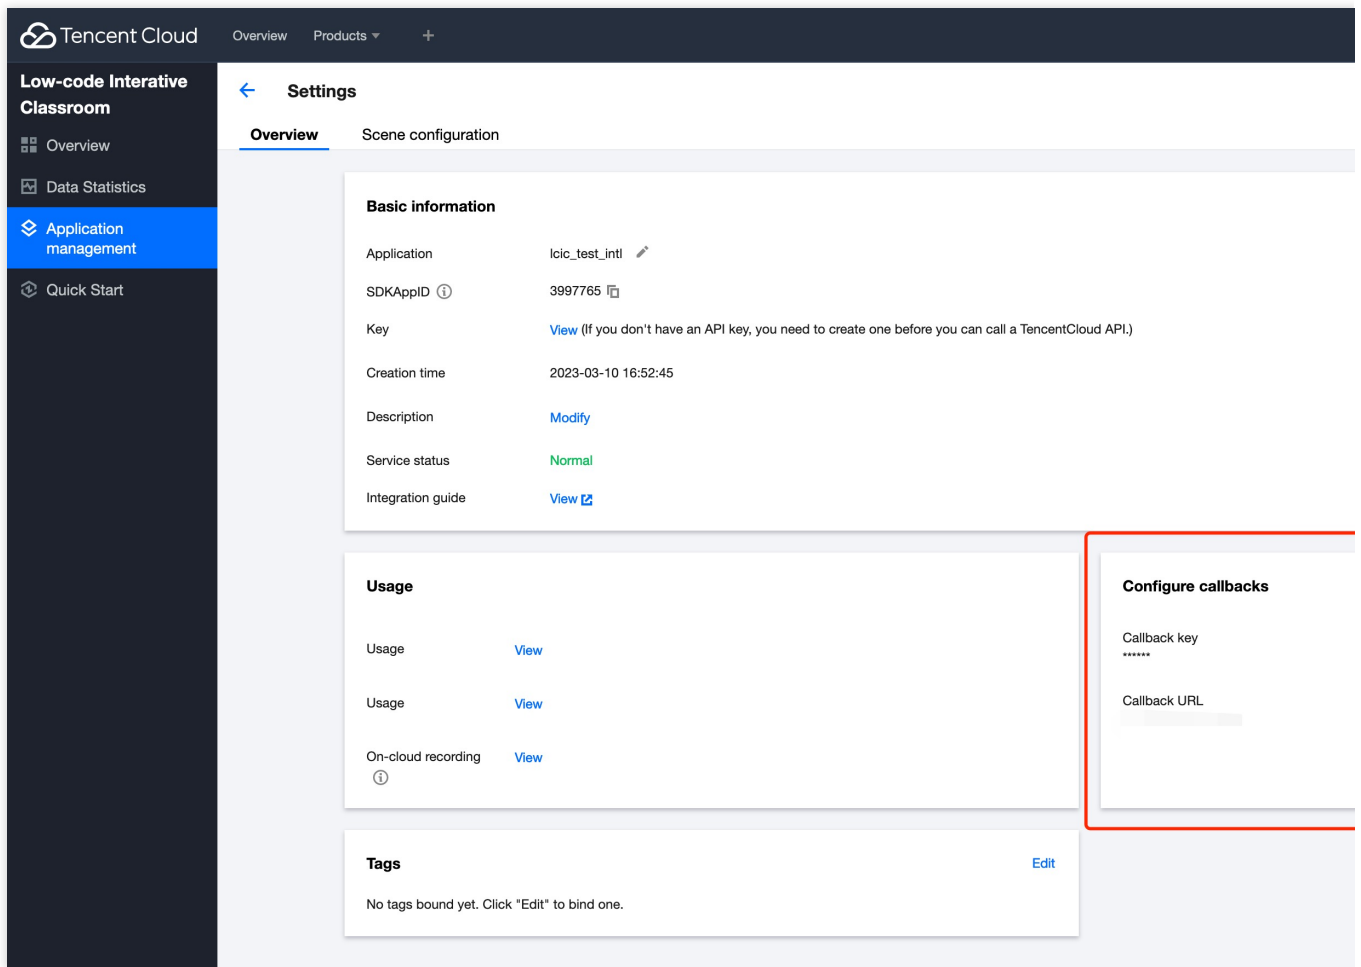 Tencent Cloud
Overview
Products
Low-code Interative
Classroom
Overview
Data Statistics
Application
management
Quick Start
Settings
Overview
Scene configuration
Basic information
Application
lcic_test_intl
SDKAppID
3997765
Key
View (If you don't have an API key, you need to create one before you can call a TencentCloud API.)
Creation time
2023-03-10 16:52:45
Description
Modify
Service status
Normal
Integration guide
View
Usage
Usage
View
Usage
View
On-cloud recording
View
Configure callbacks
Callback key
******
Callback URL
Tags
Edit
No tags bound yet. Click "Edit" to bind one.